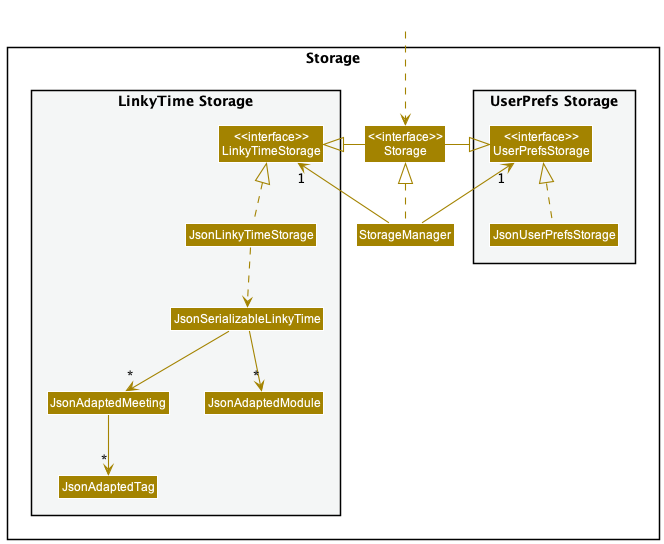 Storage
LinkyTime Storage
UserPrefs Storage
<<interface>>
LinkyTimeStorage
<<interface>>
Storage
<<interface>>
UserPrefsStorage
1
1
JsonLinkyTimeStorage
StorageManager
JsonUserPrefsStorage
JsonSerializableLinkyTime
*
*
JsonAdaptedMeeting
JsonAdaptedModule
*
JsonAdaptedTag